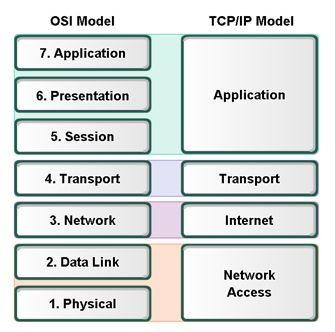 OSI Model
TCP/IP Model
7. Application
6. Presentation
5. Session
Application
4. Transport
Transport
3. Network
Internet
2. Data Link
1. Physical
Network
Access